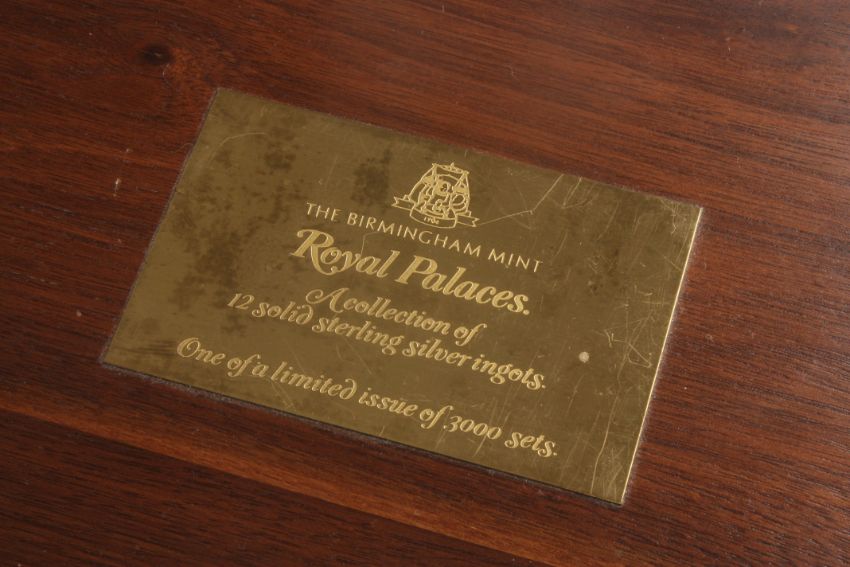 THE BIRMINGHAM MINT
Royal Palaces.
A collection of
12 solid sterling silver ingots.
One of a limited issue of 3000 sets.